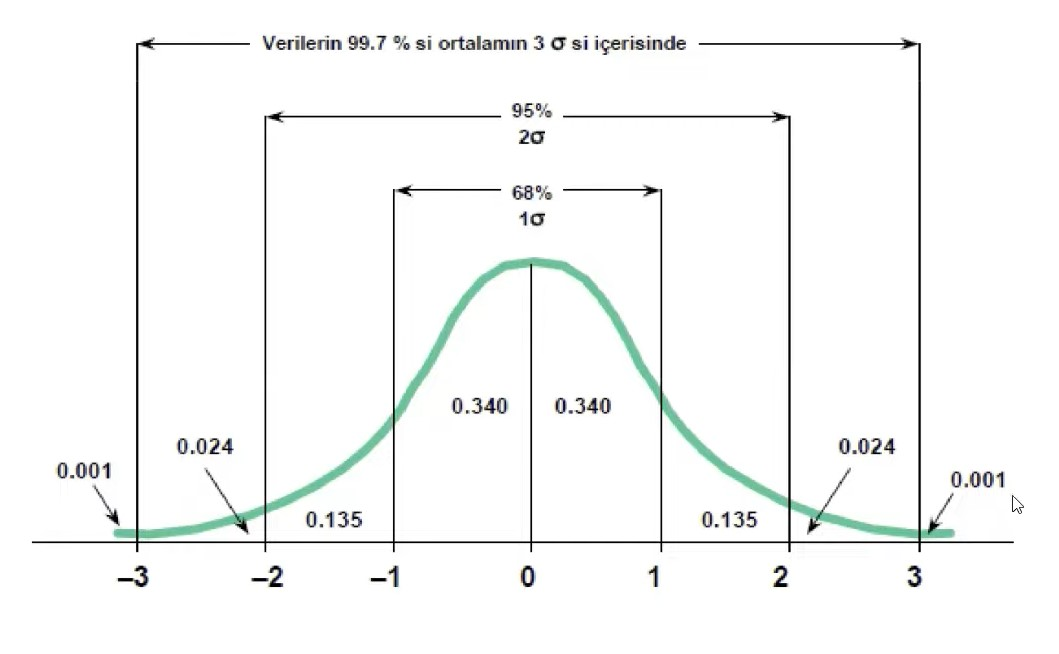 Verilerin 99.7 % si ortalamın 3 σ si içerisinde
95%
2σ
68%
1σ
0.340 0.340
0.024 0.024
0.001 0.001
0.135 0.135
–3 –2 –1 0 1 2 3